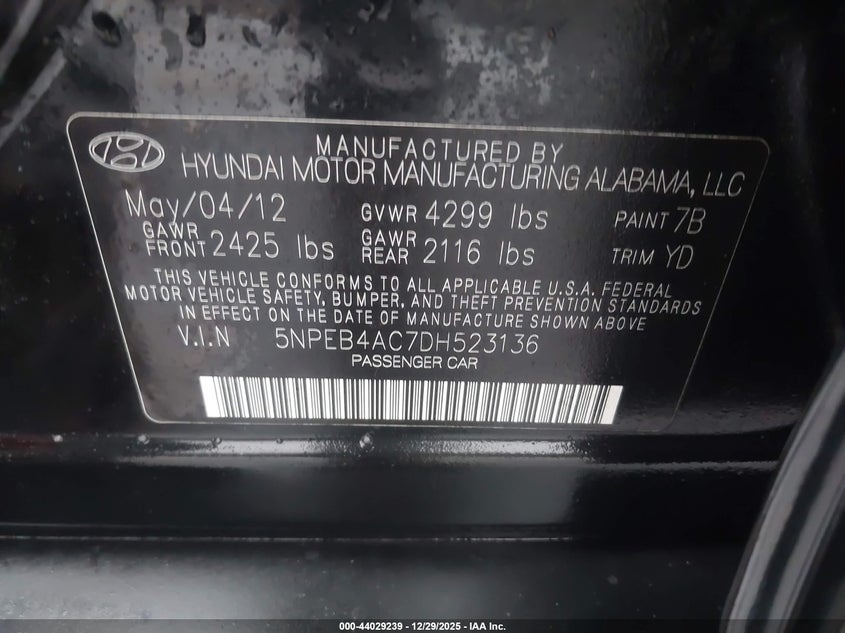 MANUFACTURED BY
HYUNDAI MOTOR MANUFACTURING ALABAMA, LLC
May/04/12 GVWR 4299 lbs PAINT 7B
GAWR FRONT 2425 lbs GAWR REAR 2116 lbs TRIM YD
THIS VEHICLE CONFORMS TO ALL APPLICABLE U.S.A. FEDERAL
MOTOR VEHICLE SAFETY, BUMPER, AND THEFT PREVENTION STANDARDS
IN EFFECT ON THE DATE OF MANUFACTURE SHOWN ABOVE
V.I.N 5NPEB4AC7DH523136
PASSENGER CAR
000-44029239 - 12/29/2025 - IAA Inc.